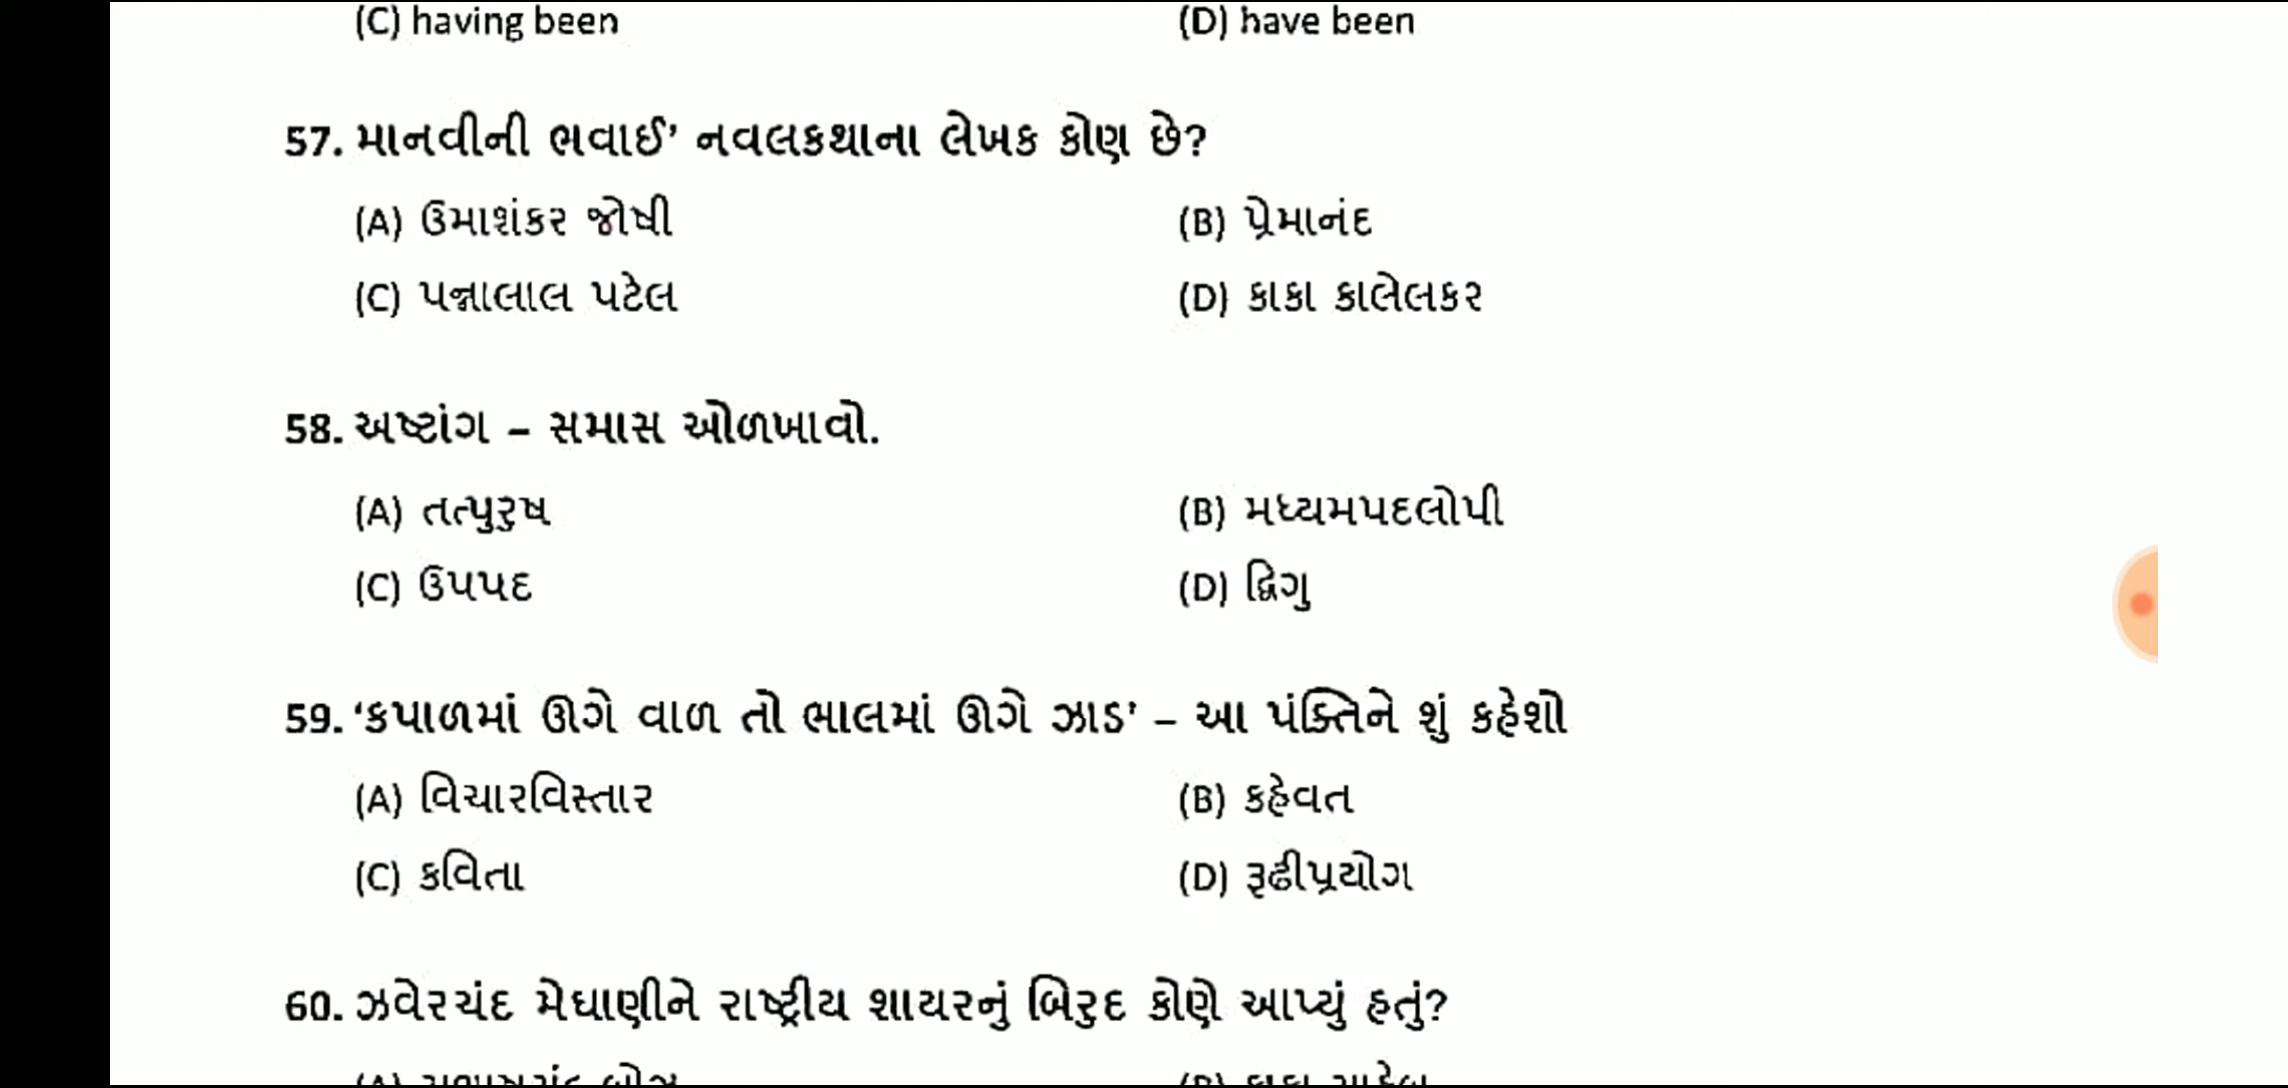 (C) having been (D) have been
57. માનવીની ભવાઈ’ નવલકથાના લેખક કોણ છે?
(A) ઉમાશંકર જોષી (B) પ્રેમાનંદ
(C) પન્નાલાલ પટેલ (D) કાકા કાલેલકર
58. અષ્ટાંગ – સમાસ ઓળખાવો.
(A) તત્પુરુષ (B) મધ્યમપદલોપી
(C) ઉપપદ (D) દ્વિગુ
59. ‘કપાળમાં ઊગે વાળ તો ભાલમાં ઊગે ઝાડ’ – આ પંક્તિને શું કહેશો
(A) વિચારવિસ્તાર (B) કહેવત
(C) કવિતા (D) રૂઢીપ્રયોગ
60. ઝવેરચંદ મેઘાણીને રાષ્ટ્રીય શાયરનું બિરુદ કોણે આપ્યું હતું?